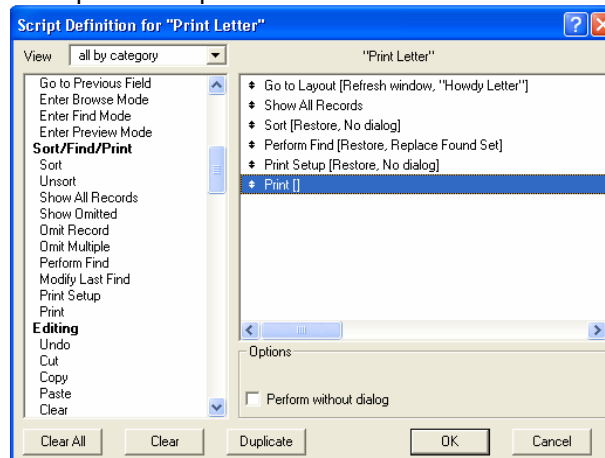 Script Definition for "Print Letter"
View all by category "Print Letter"
Go to Previous Field
Enter Browse Mode
Enter Find Mode
Enter Preview Mode
Sort/Find/Print
Sort
Unsort
Show All Records
Show Omitted
Omit Record
Omit Multiple
Perform Find
Modify Last Find
Print Setup
Print
Editing
Undo
Cut
Copy
Paste
Clear
Go to Layout [Refresh window, "Howdy Letter"]
Show All Records
Sort [Restore, No dialog]
Perform Find [Restore, Replace Found Set]
Print Setup [Restore, No dialog]
Print []
Options
Perform without dialog
Clear All Clear Duplicate OK Cancel